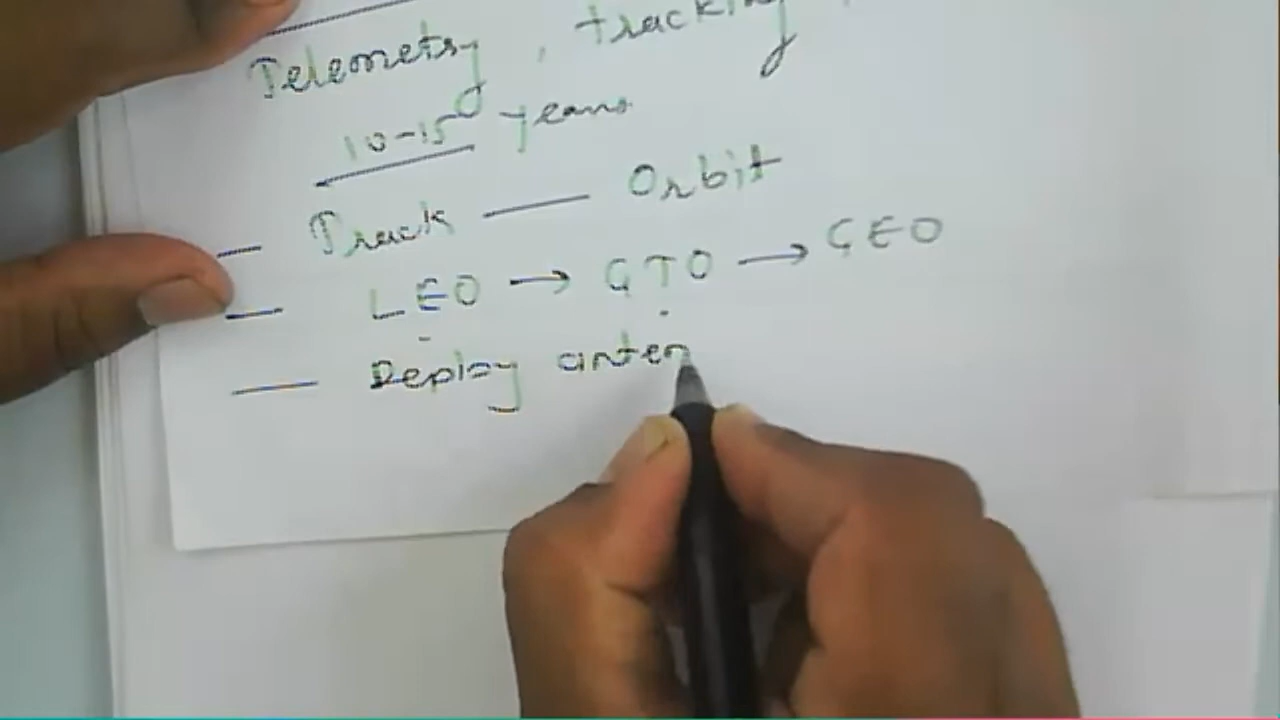 Telemetry, tracking
10-15 years
— Track — Orbit
— LEO → GTO → GEO
— Deploy anten